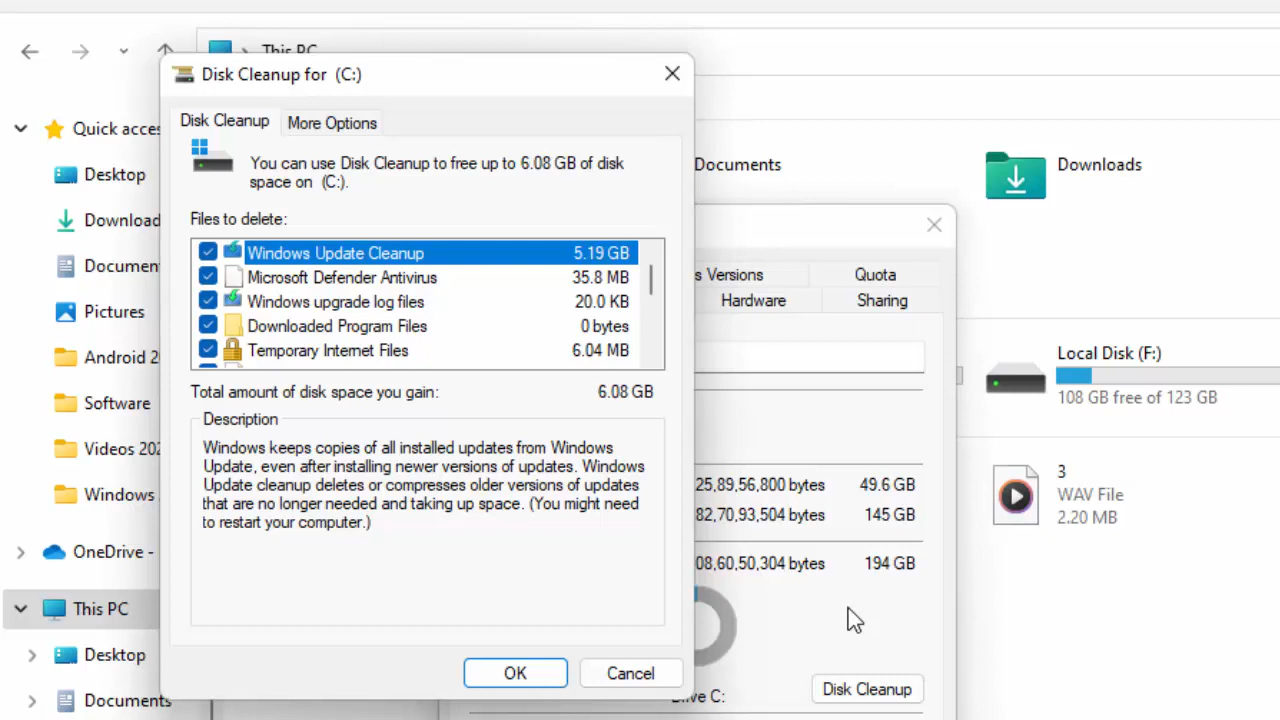 This PC
Disk Cleanup for (C:)
Disk Cleanup
More Options
You can use Disk Cleanup to free up to 6.08 GB of disk
space on (C:).
Files to delete:
Windows Update Cleanup 5.19 GB
Microsoft Defender Antivirus 35.8 MB
Windows upgrade log files 20.0 KB
Downloaded Program Files 0 bytes
Temporary Internet Files 6.04 MB
Total amount of disk space you gain: 6.08 GB
Description
Windows keeps copies of all installed updates from Windows
Update, even after installing newer versions of updates. Windows
Update cleanup deletes or compresses older versions of updates
that are no longer needed and taking up space. (You might need
to restart your computer.)
OK
Cancel
Quick acces
Desktop
Download
Documen
Pictures
Android 2
Software
Videos 202
Windows
OneDrive -
This PC
Desktop
Documents
Documents
Downloads
s Versions
Quota
Hardware
Sharing
25,89,56,800 bytes 49.6 GB
82,70,93,504 bytes 145 GB
08,60,50,304 bytes 194 GB
Drive C:
Disk Cleanup
Local Disk (F:)
108 GB free of 123 GB
3
WAV File
2.20 MB